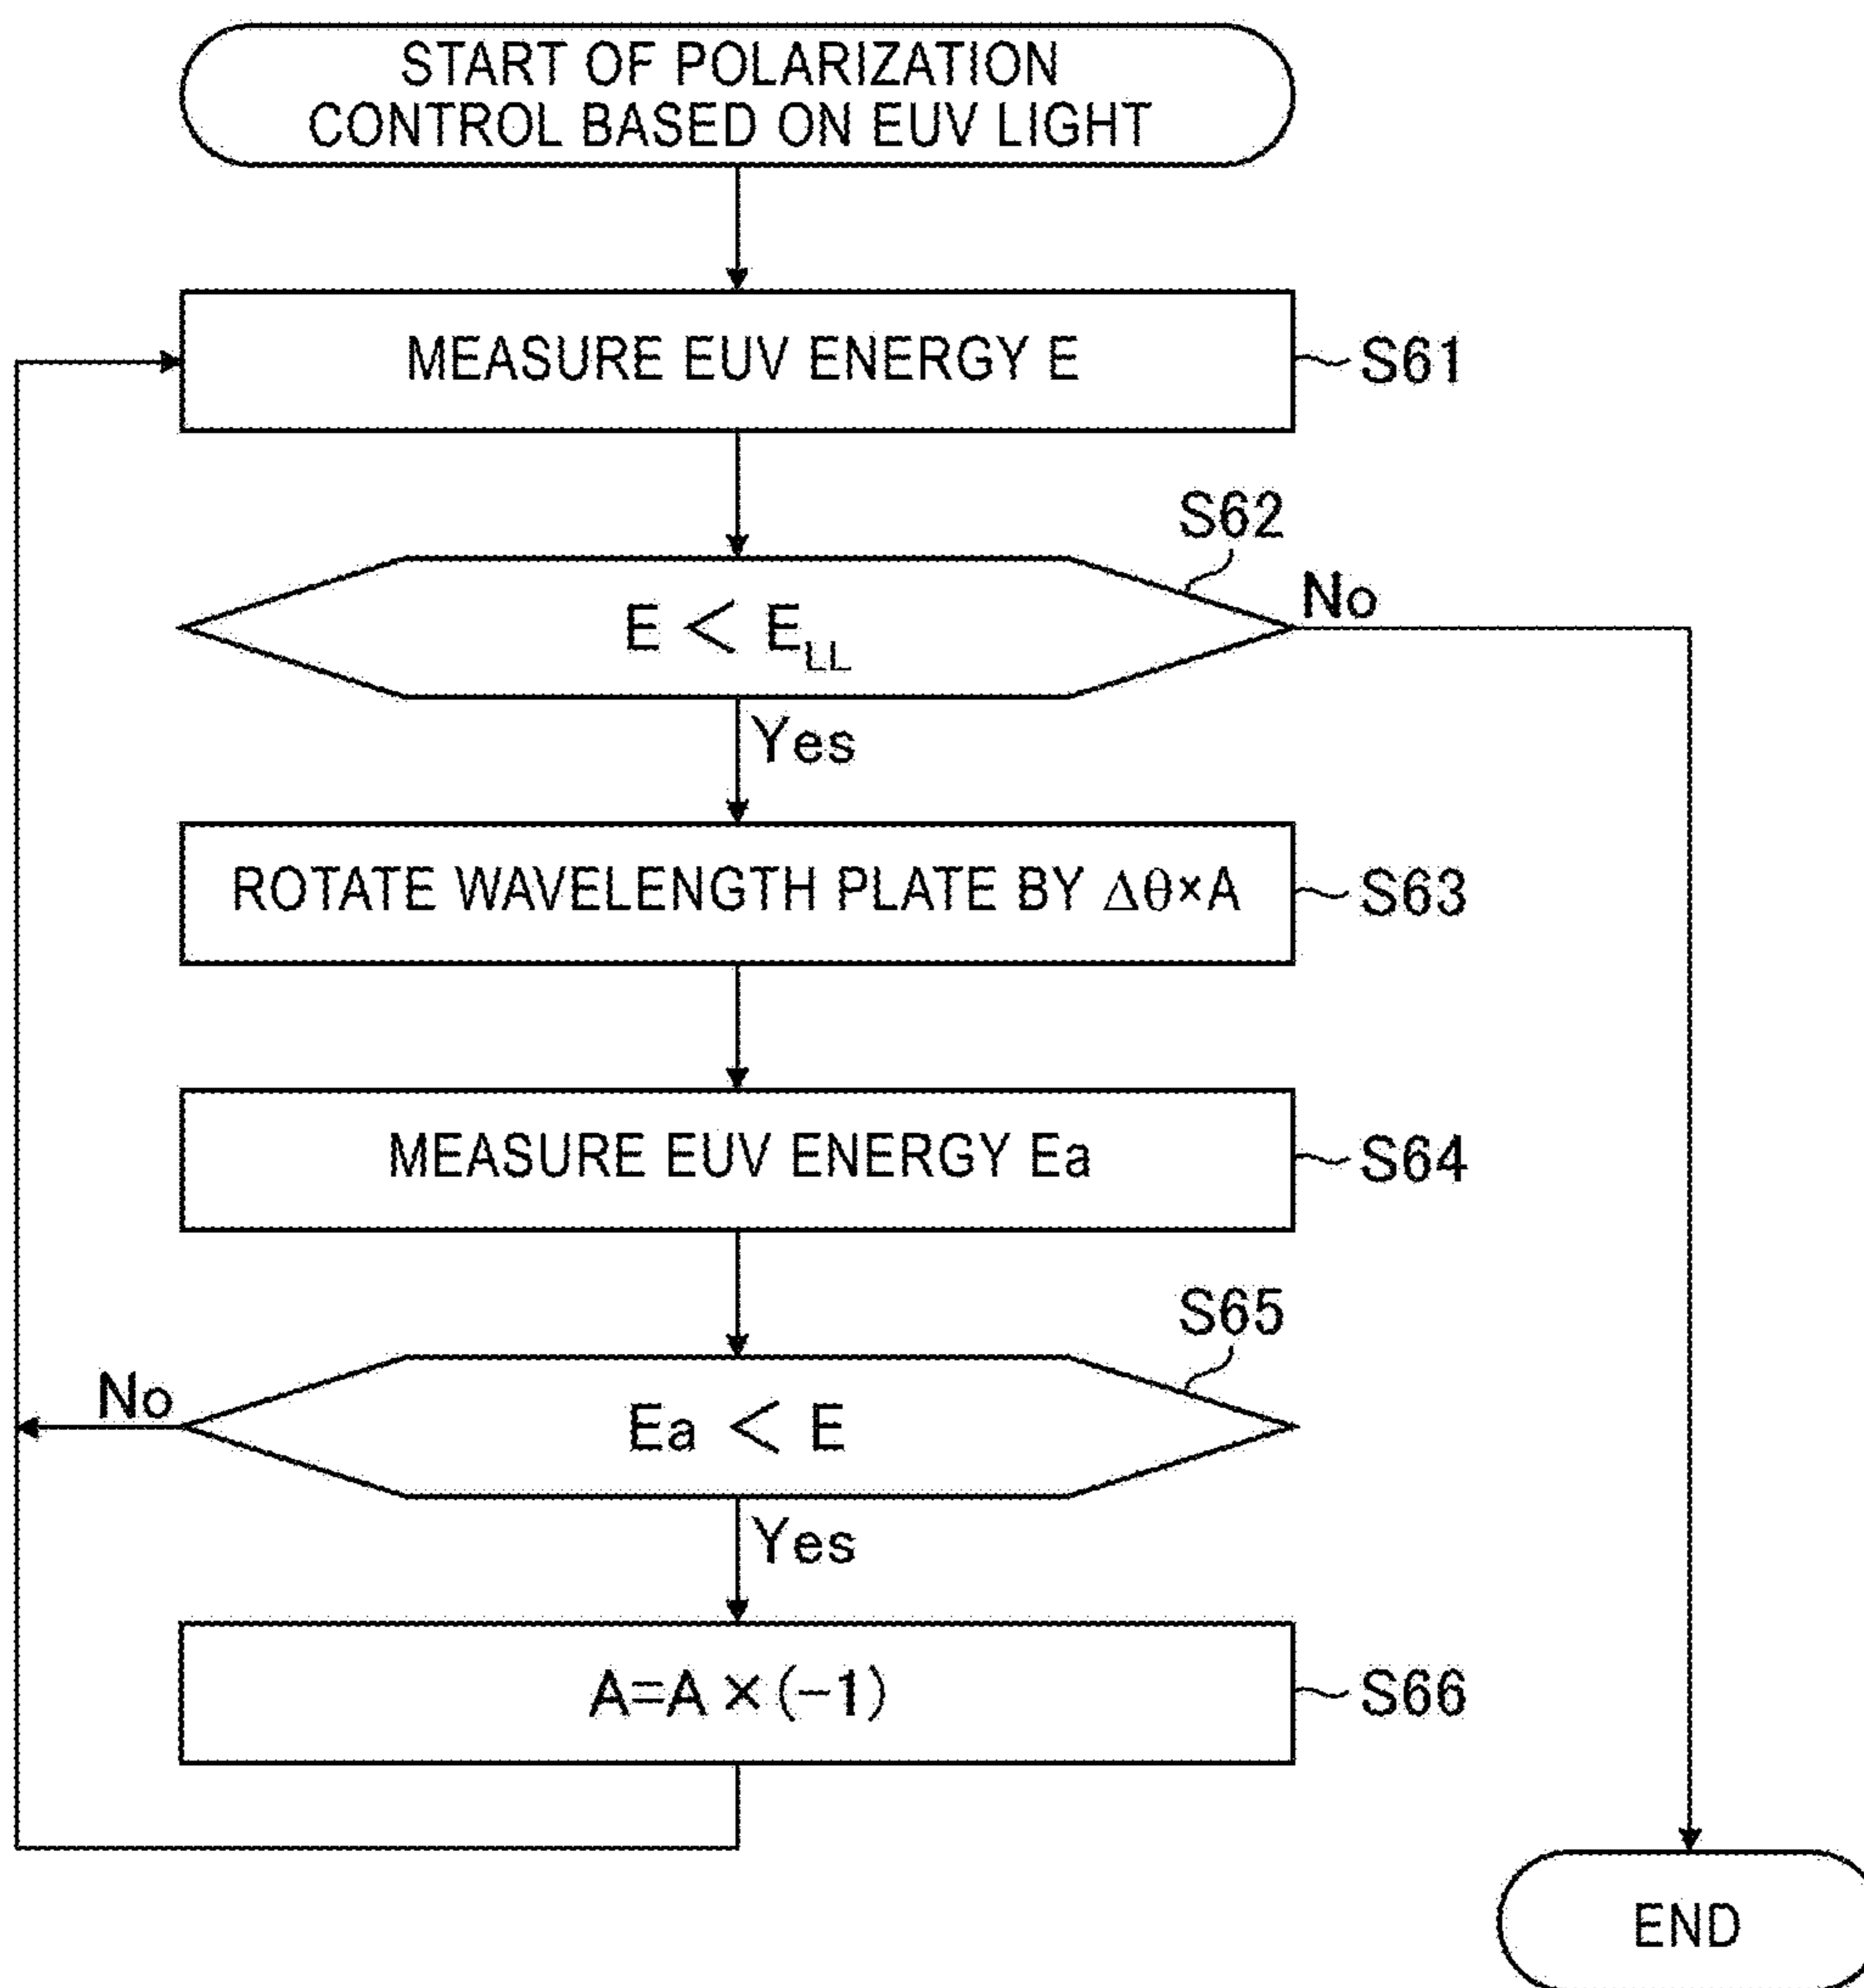 START OF POLARIZATION
CONTROL BASED ON EUV LIGHT
MEASURE EUV ENERGY E
S61
S62
E < E_LL
No
Yes
ROTATE WAVELENGTH PLATE BY Δθ×A
S63
MEASURE EUV ENERGY Ea
S64
S65
Ea < E
No
Yes
A=A×(−1)
S66
END